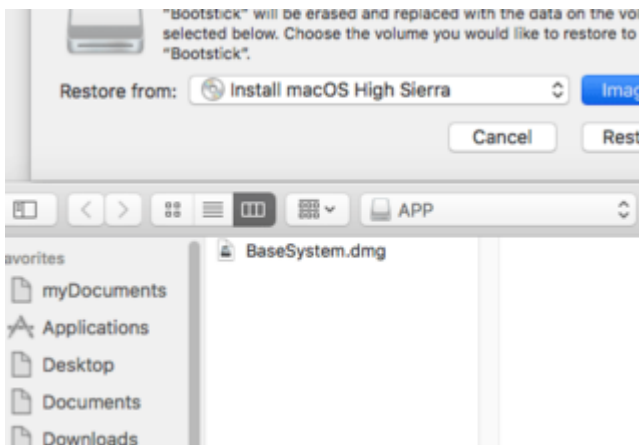 "Bootstick" will be erased and replaced with the data on the vo
selected below. Choose the volume you would like to restore to
"Bootstick".
Restore from: Install macOS High Sierra Imag
Cancel Rest
APP
avorites
BaseSystem.dmg
myDocuments
Applications
Desktop
Documents
Downloads